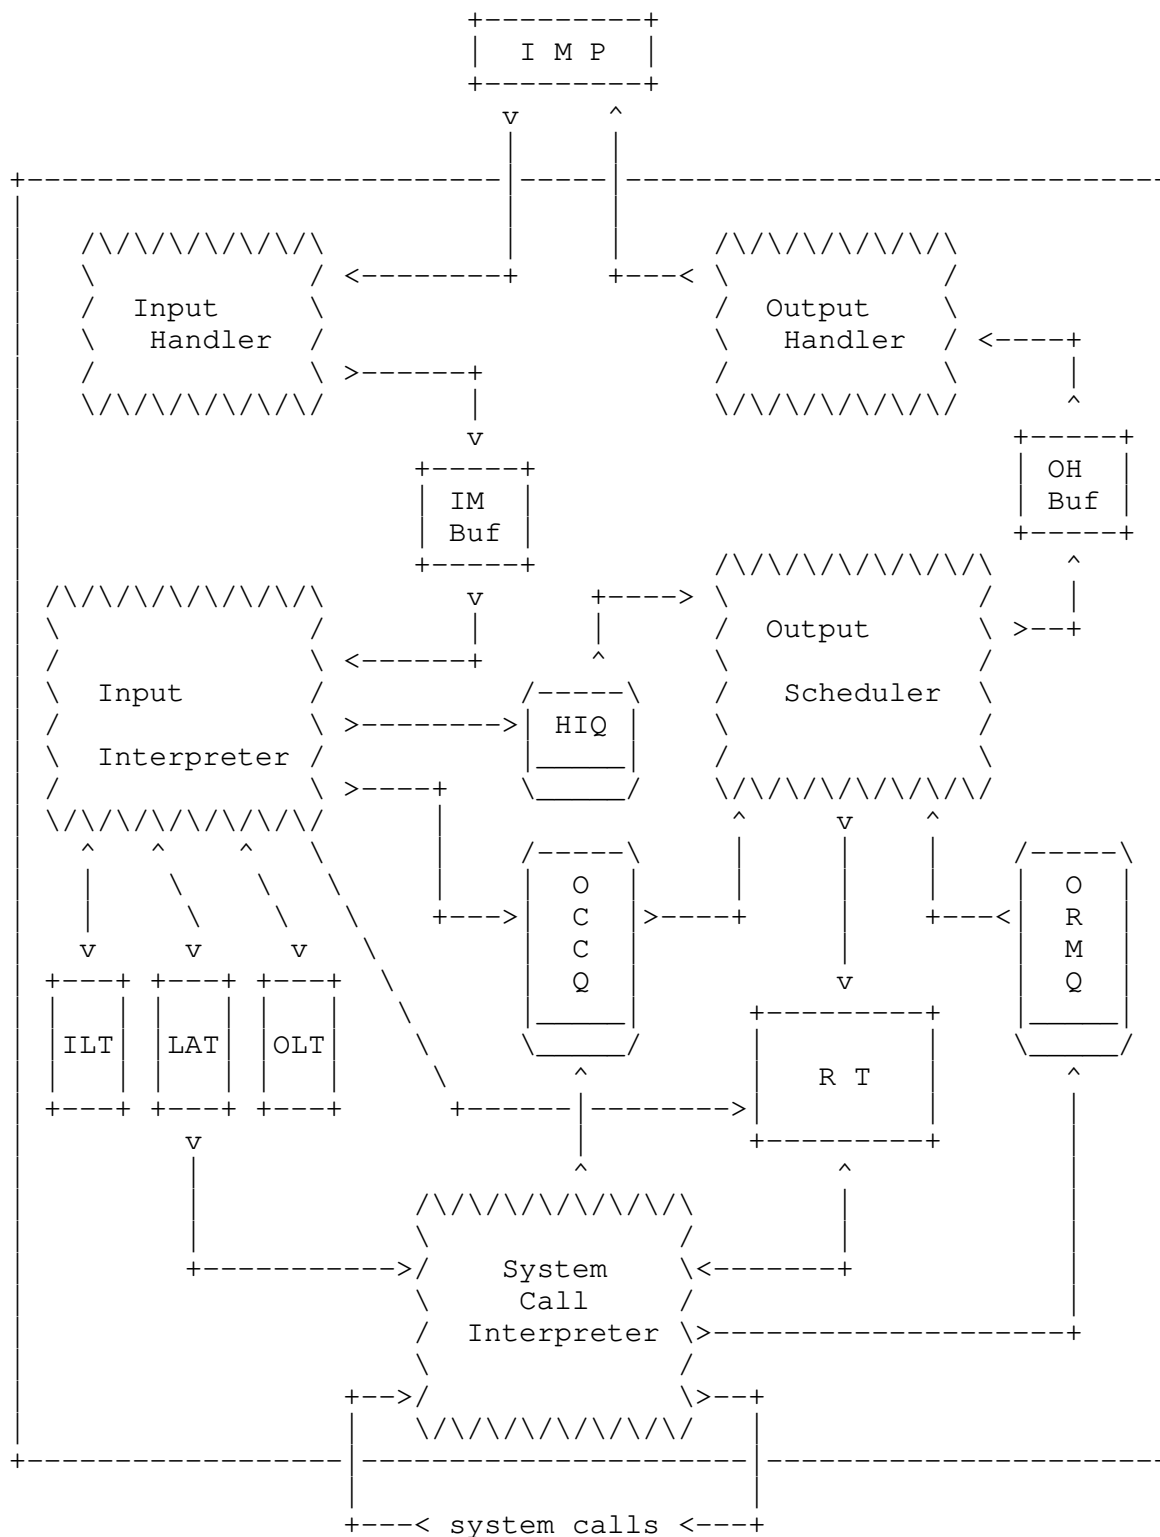 I M P
Input Output
Handler Handler
IM OH
Buf Buf
Output
Input Scheduler
HIQ
Interpreter
O O
C R
C M
Q Q
ILT LAT OLT
R T
System
Call
Interpreter
system calls